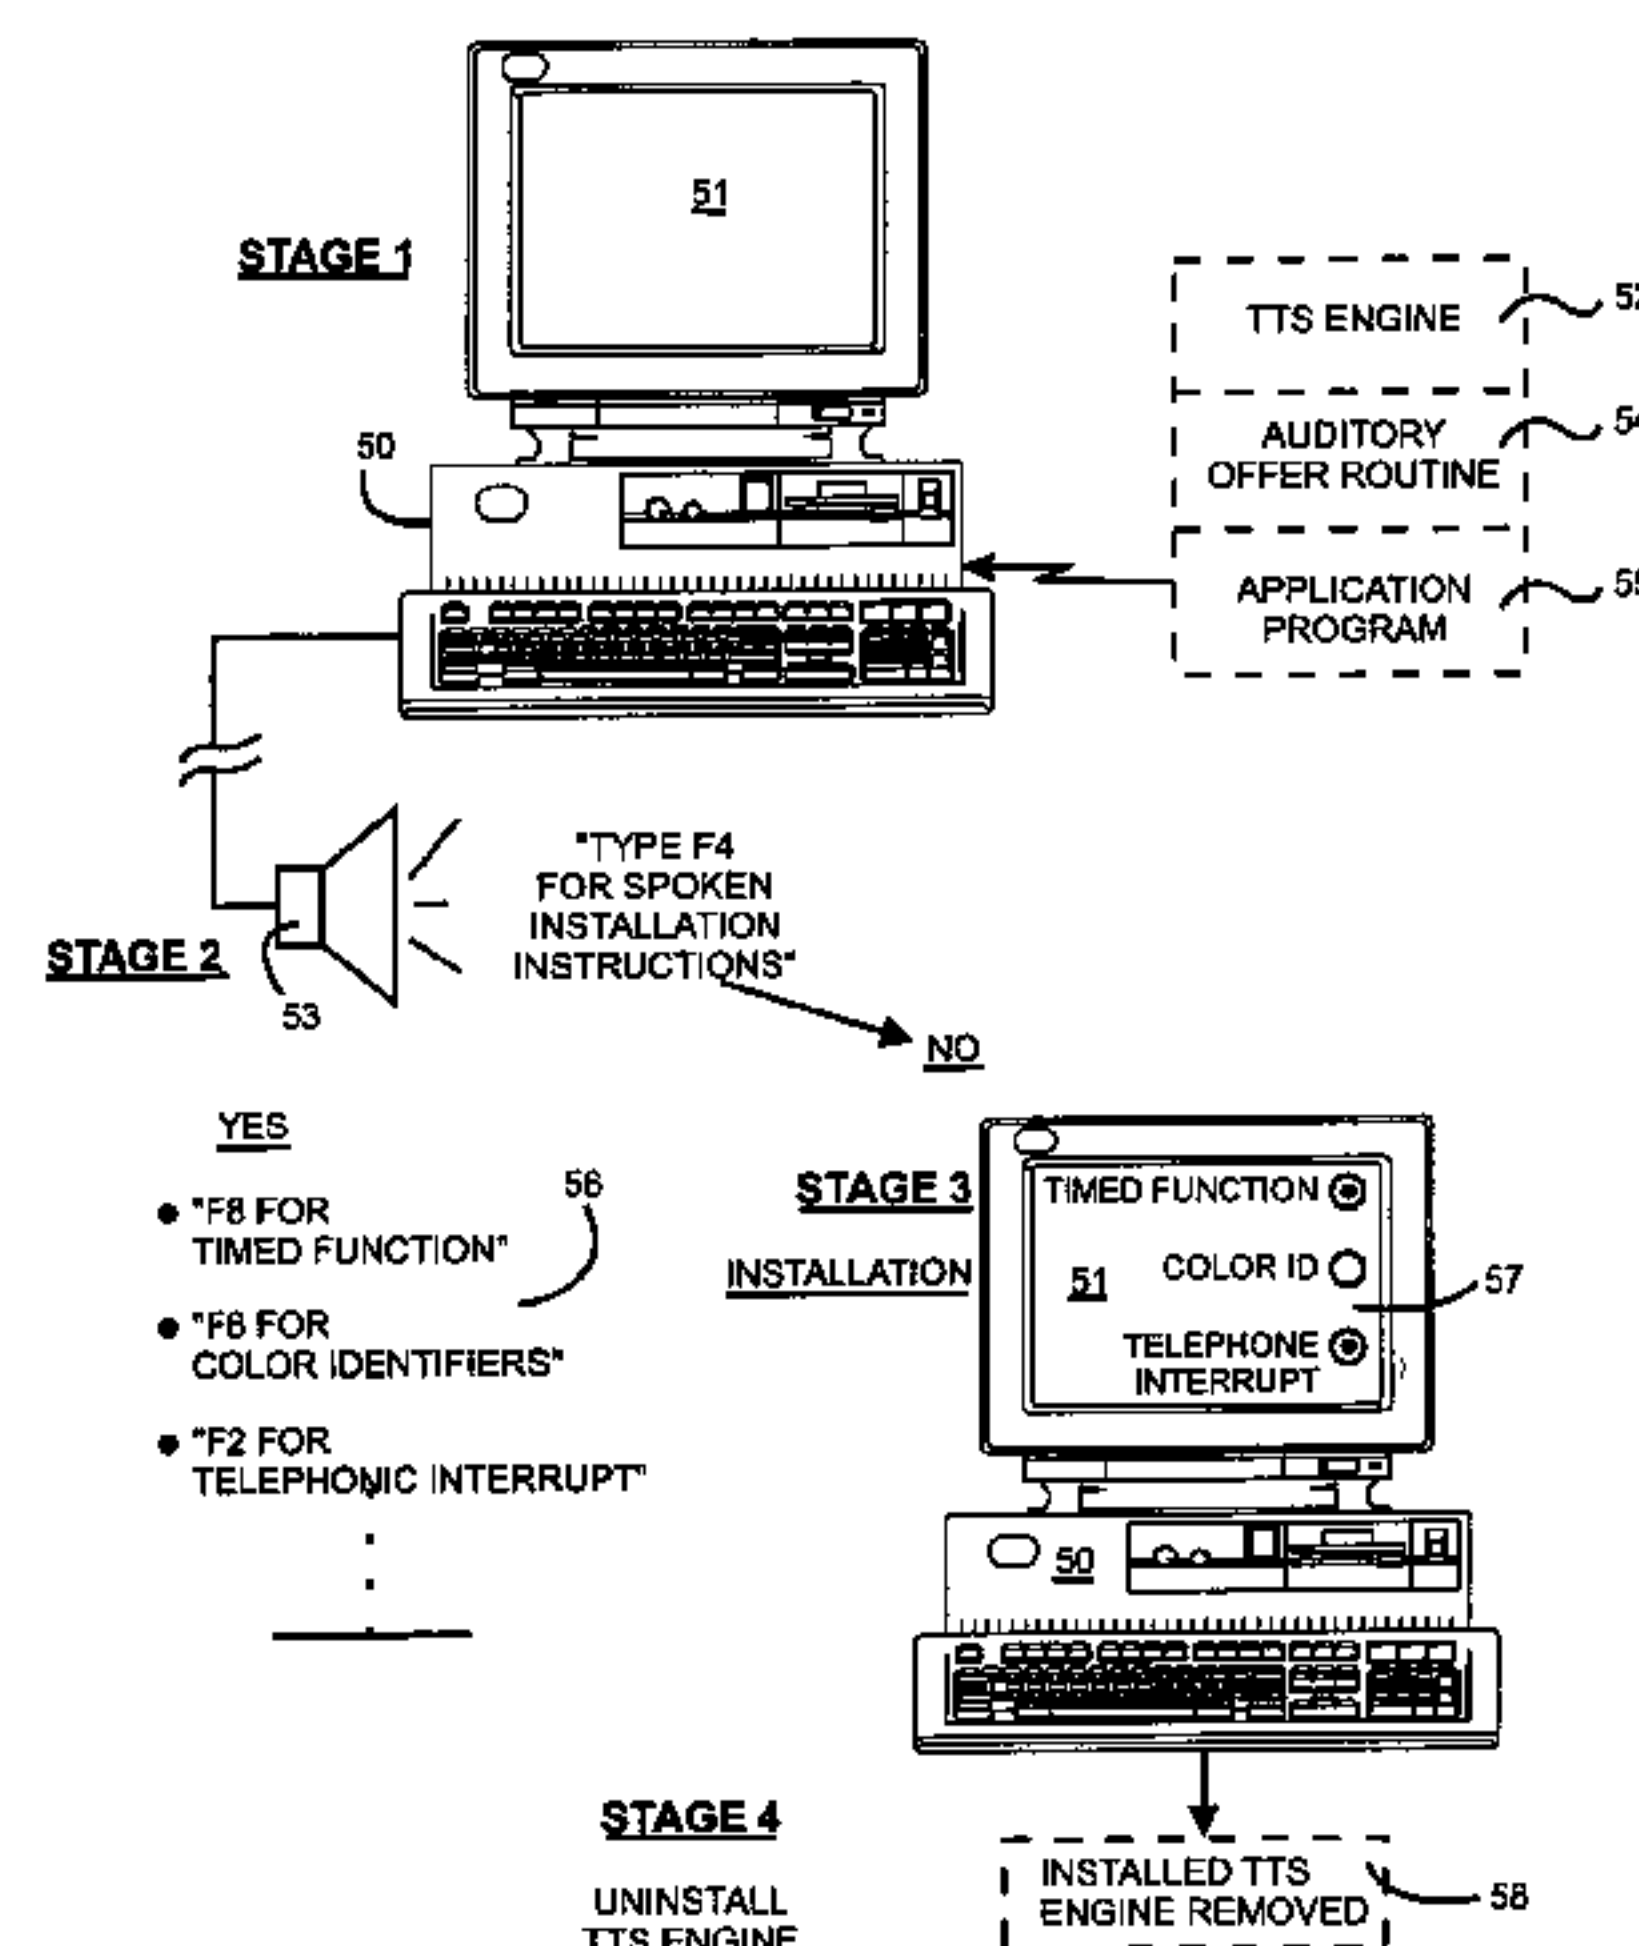 51
STAGE 1
TTS ENGINE
50
AUDITORY
OFFER ROUTINE
APPLICATION
PROGRAM
"TYPE F4
FOR SPOKEN
INSTALLATION
INSTRUCTIONS"
STAGE 2
53
NO
YES
56
"F8 FOR
TIMED FUNCTION"
"F6 FOR
COLOR IDENTIFIERS"
"F2 FOR
TELEPHONIC INTERRUPT"
STAGE 3
INSTALLATION
TIMED FUNCTION
COLOR ID
51
57
TELEPHONE
INTERRUPT
50
STAGE 4
UNINSTALL
TTS ENGINE
INSTALLED TTS
ENGINE REMOVED
58